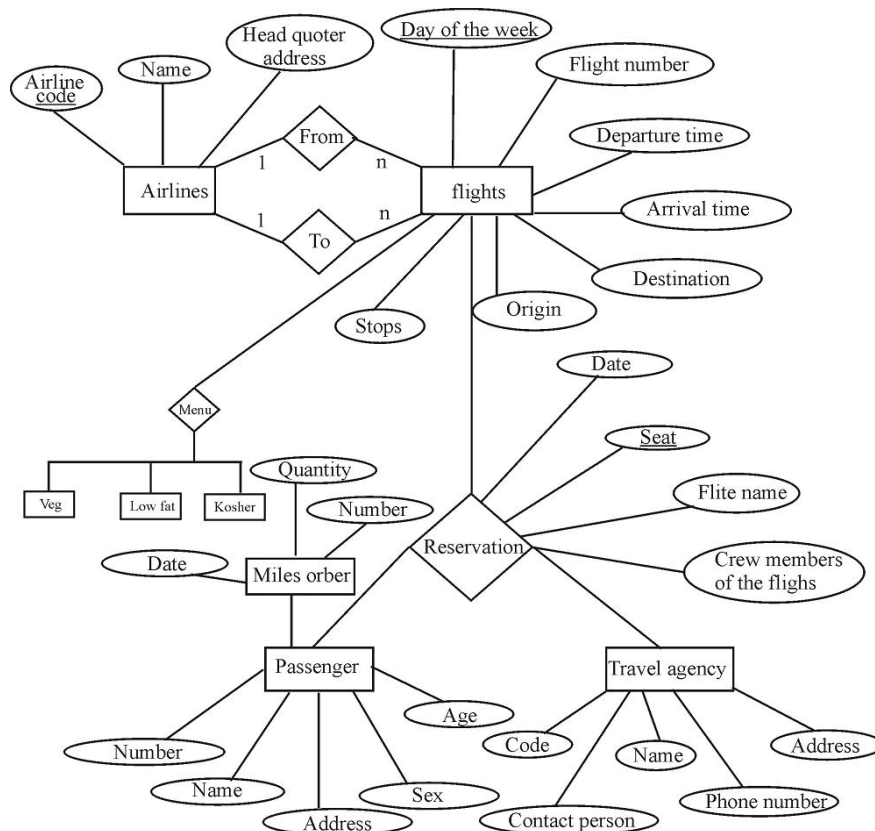 Head quoter
address
Day of the week
Name
Flight number
Airline
code
From
Departure time
1
n
Airlines
flights
Arrival time
1
n
To
Destination
Origin
Stops
Date
Menu
Seat
Quantity
Flite name
Veg
Low fat
Kosher
Number
Reservation
Date
Miles orber
Crew members
of the flighs
Passenger
Travel agency
Age
Number
Code
Name
Address
Name
Sex
Address
Contact person
Phone number